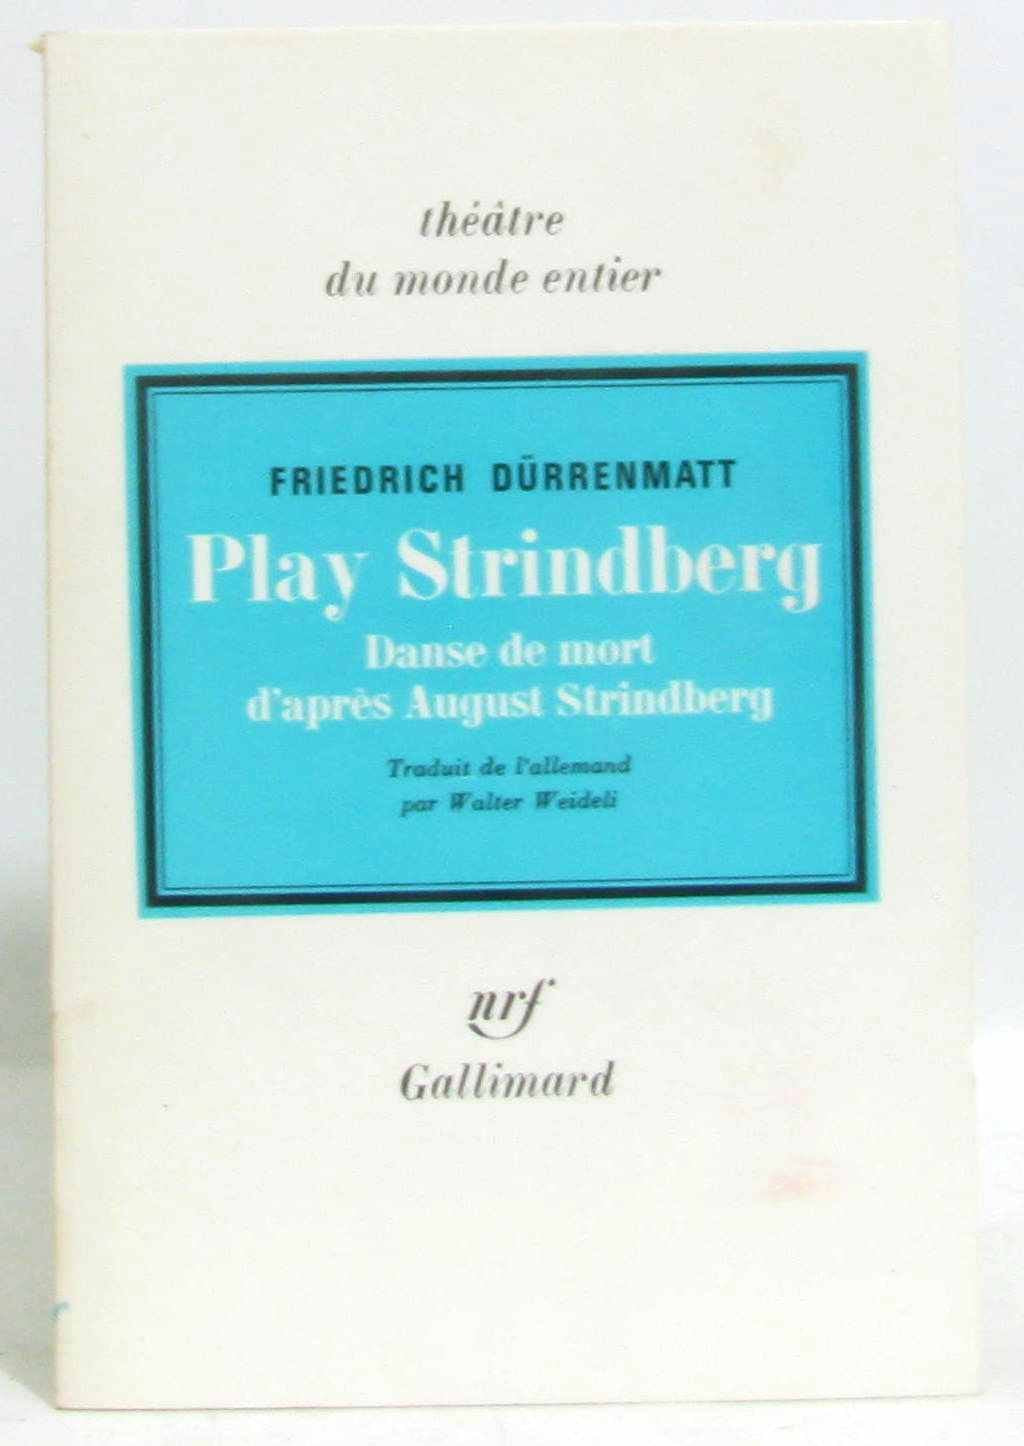 théâtre
du monde entier
FRIEDRICH DÜRRENMATT
Play Strindberg
Danse de mort
d'après August Strindberg
Traduit de l'allemand
par Walter Weideli
nrf
Gallimard